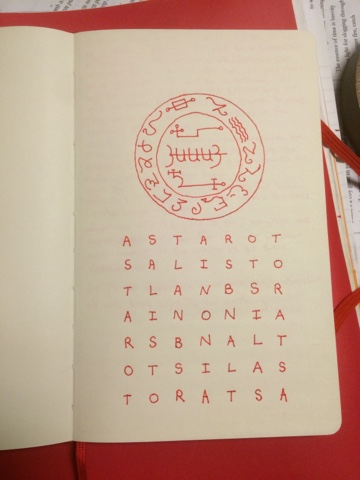 A S T A R O T
S A L I S T O
T L A N B S R
A I N O N I A
R S B N A L T
O T S I L A S
T O R A T S A